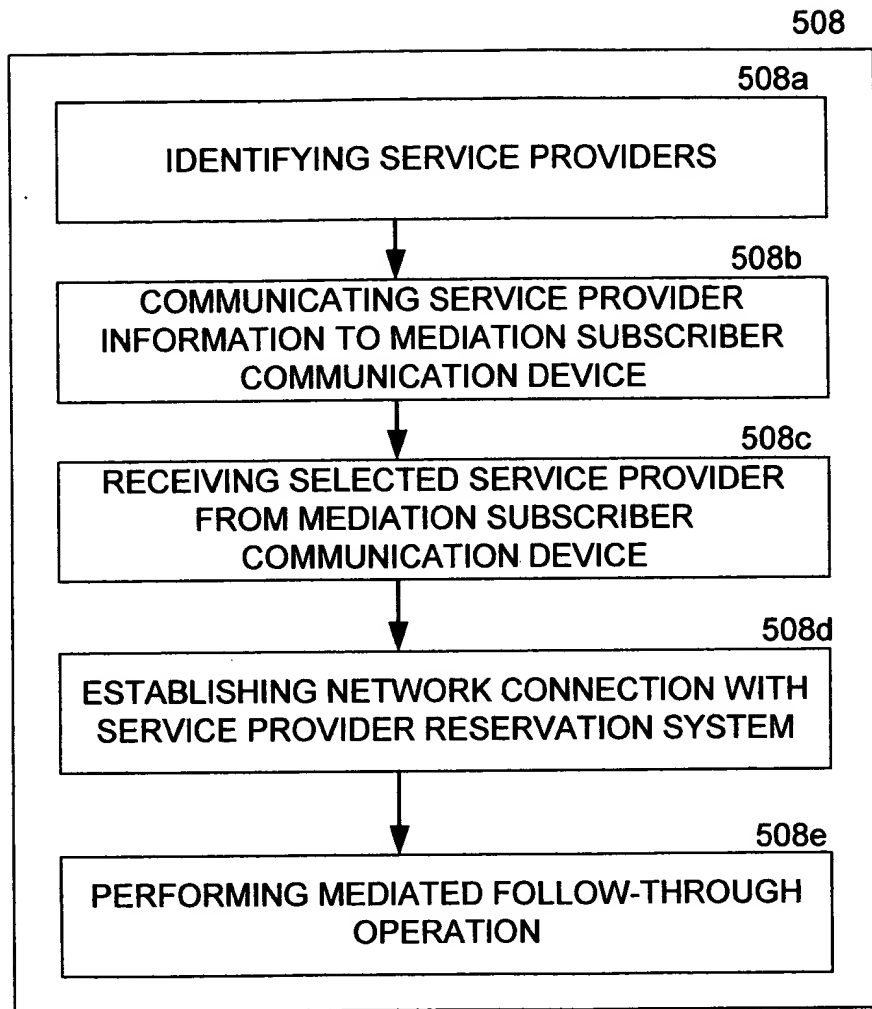 508
508a
IDENTIFYING SERVICE PROVIDERS
508b
COMMUNICATING SERVICE PROVIDER
INFORMATION TO MEDIATION SUBSCRIBER
COMMUNICATION DEVICE
508c
RECEIVING SELECTED SERVICE PROVIDER
FROM MEDIATION SUBSCRIBER
COMMUNICATION DEVICE
508d
ESTABLISHING NETWORK CONNECTION WITH
SERVICE PROVIDER RESERVATION SYSTEM
508e
PERFORMING MEDIATED FOLLOW-THROUGH
OPERATION